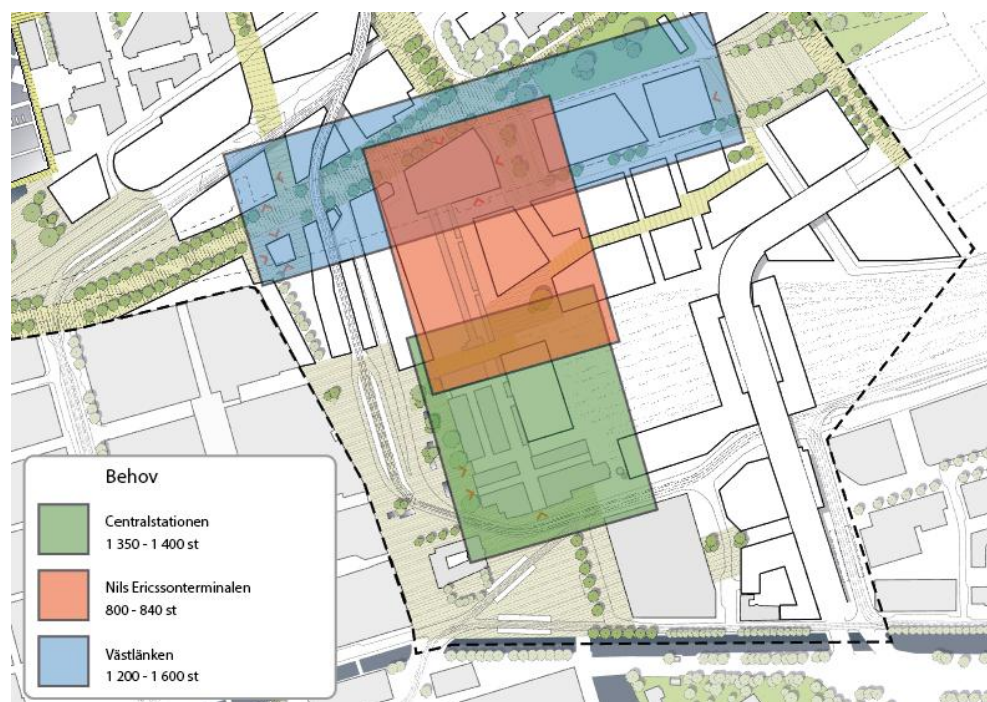 Behov
Centralstationen
1 350 - 1 400 st
Nils Ericssonterminalen
800 - 840 st
Västlänken
1 200 - 1 600 st